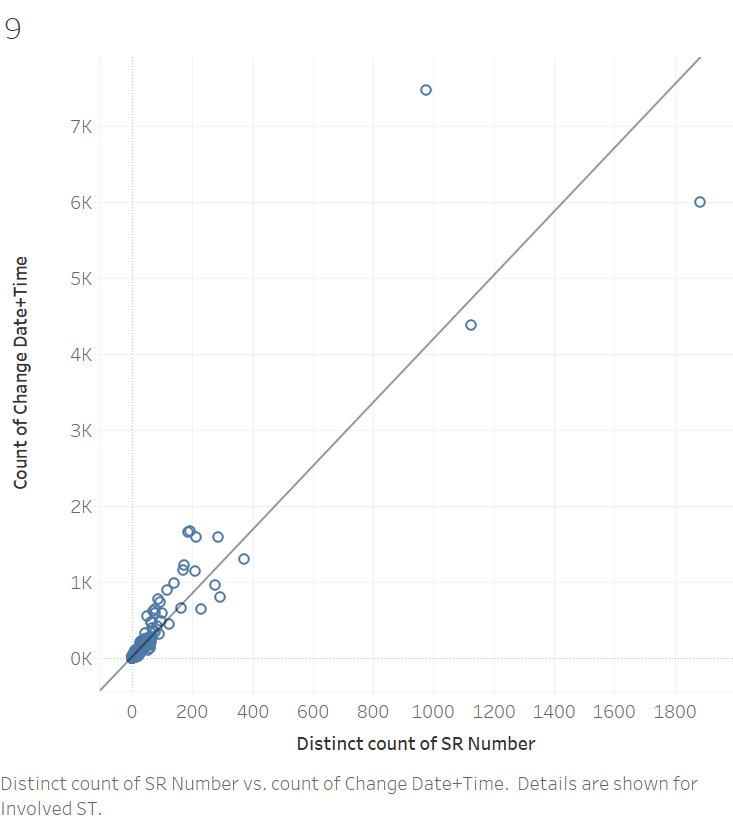 9
7K
6K
5K
4K
3K
2K
1K
0K
Count of Change Date+Time
0 200 400 600 800 1000 1200 1400 1600 1800
Distinct count of SR Number
Distinct count of SR Number vs. count of Change Date+Time. Details are shown for
Involved ST.